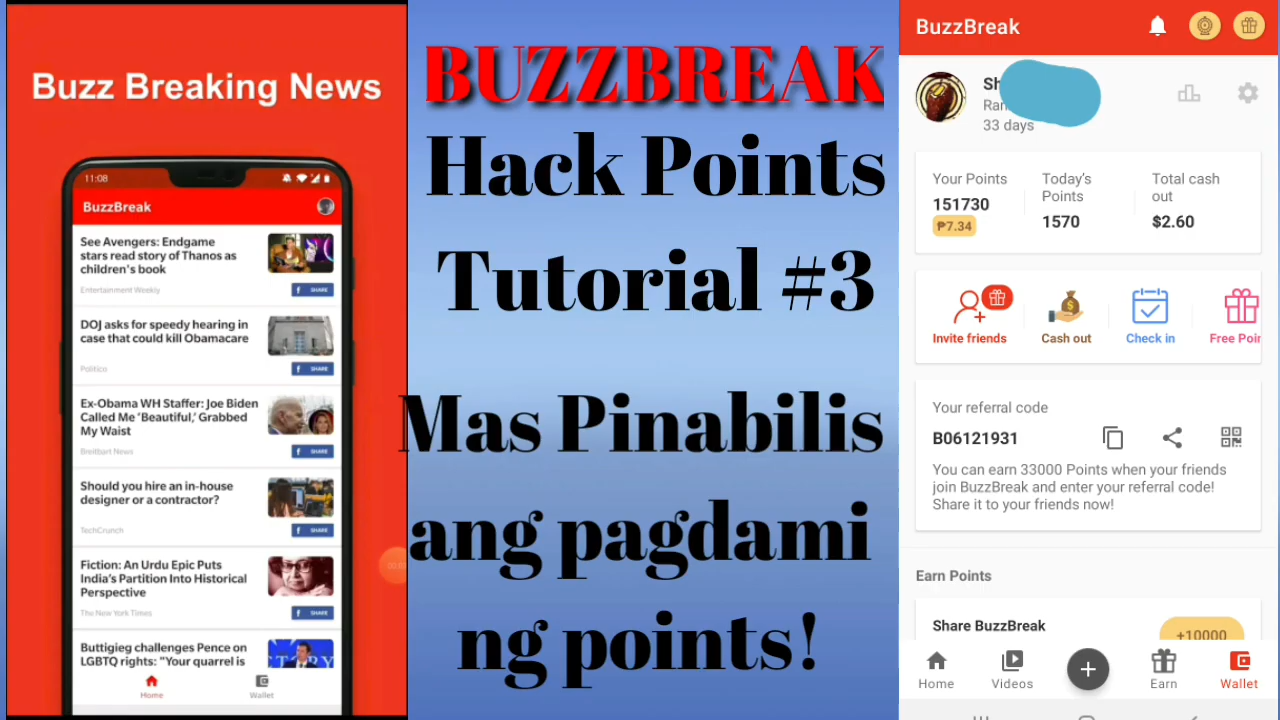 Buzz Breaking News
11:08
BuzzBreak
See Avengers: Endgame
stars read story of Thanos as
children's book
Entertainment Weekly
f SHARE
DOJ asks for speedy hearing in
case that could kill Obamacare
Politico
f SHARE
Ex-Obama WH Staffer: Joe Biden
Called Me 'Beautiful,' Grabbed
My Waist
Breitbart News
f SHARE
Should you hire an in-house
designer or a contractor?
TechCrunch
f SHARE
Fiction: An Urdu Epic Puts
India's Partition Into Historical
Perspective
The New York Times
f SHARE
Buttigieg challenges Pence on
LGBTQ rights: "Your quarrel is
Home
Wallet
BUZZBREAK
Hack Points
Tutorial #3
Mas Pinabilis
ang pagdami
ng points!
BuzzBreak
Sh
Ran
33 days
Your Points
151730
₱7.34
Today's
Points
1570
Total cash
out
$2.60
Invite friends
Cash out
Check in
Free Poin
Your referral code
B06121931
You can earn 33000 Points when your friends
join BuzzBreak and enter your referral code!
Share it to your friends now!
Earn Points
Share BuzzBreak
+10000
Home
Videos
Earn
Wallet